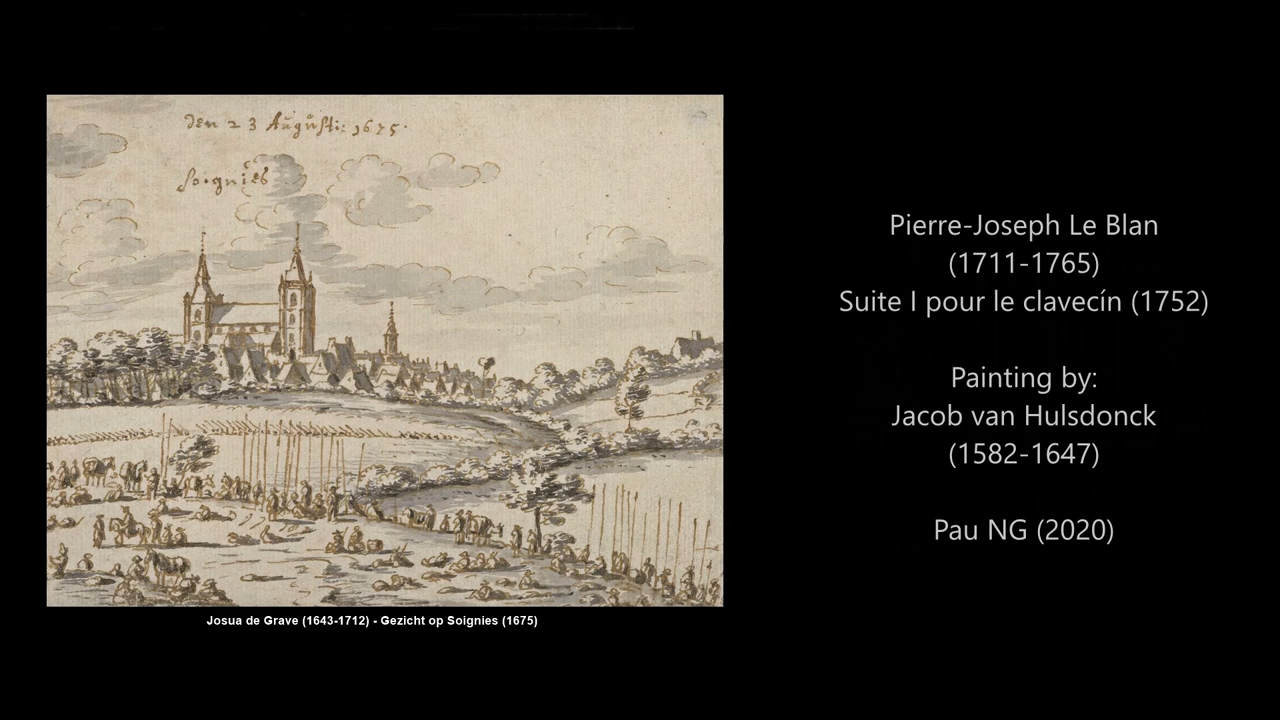 den 23 Augusti: 1675.
Soignies
Pierre-Joseph Le Blan
(1711-1765)
Suite I pour le clavecín (1752)
Painting by:
Jacob van Hulsdonck
(1582-1647)
Pau NG (2020)
Josua de Grave (1643-1712) - Gezicht op Soignies (1675)